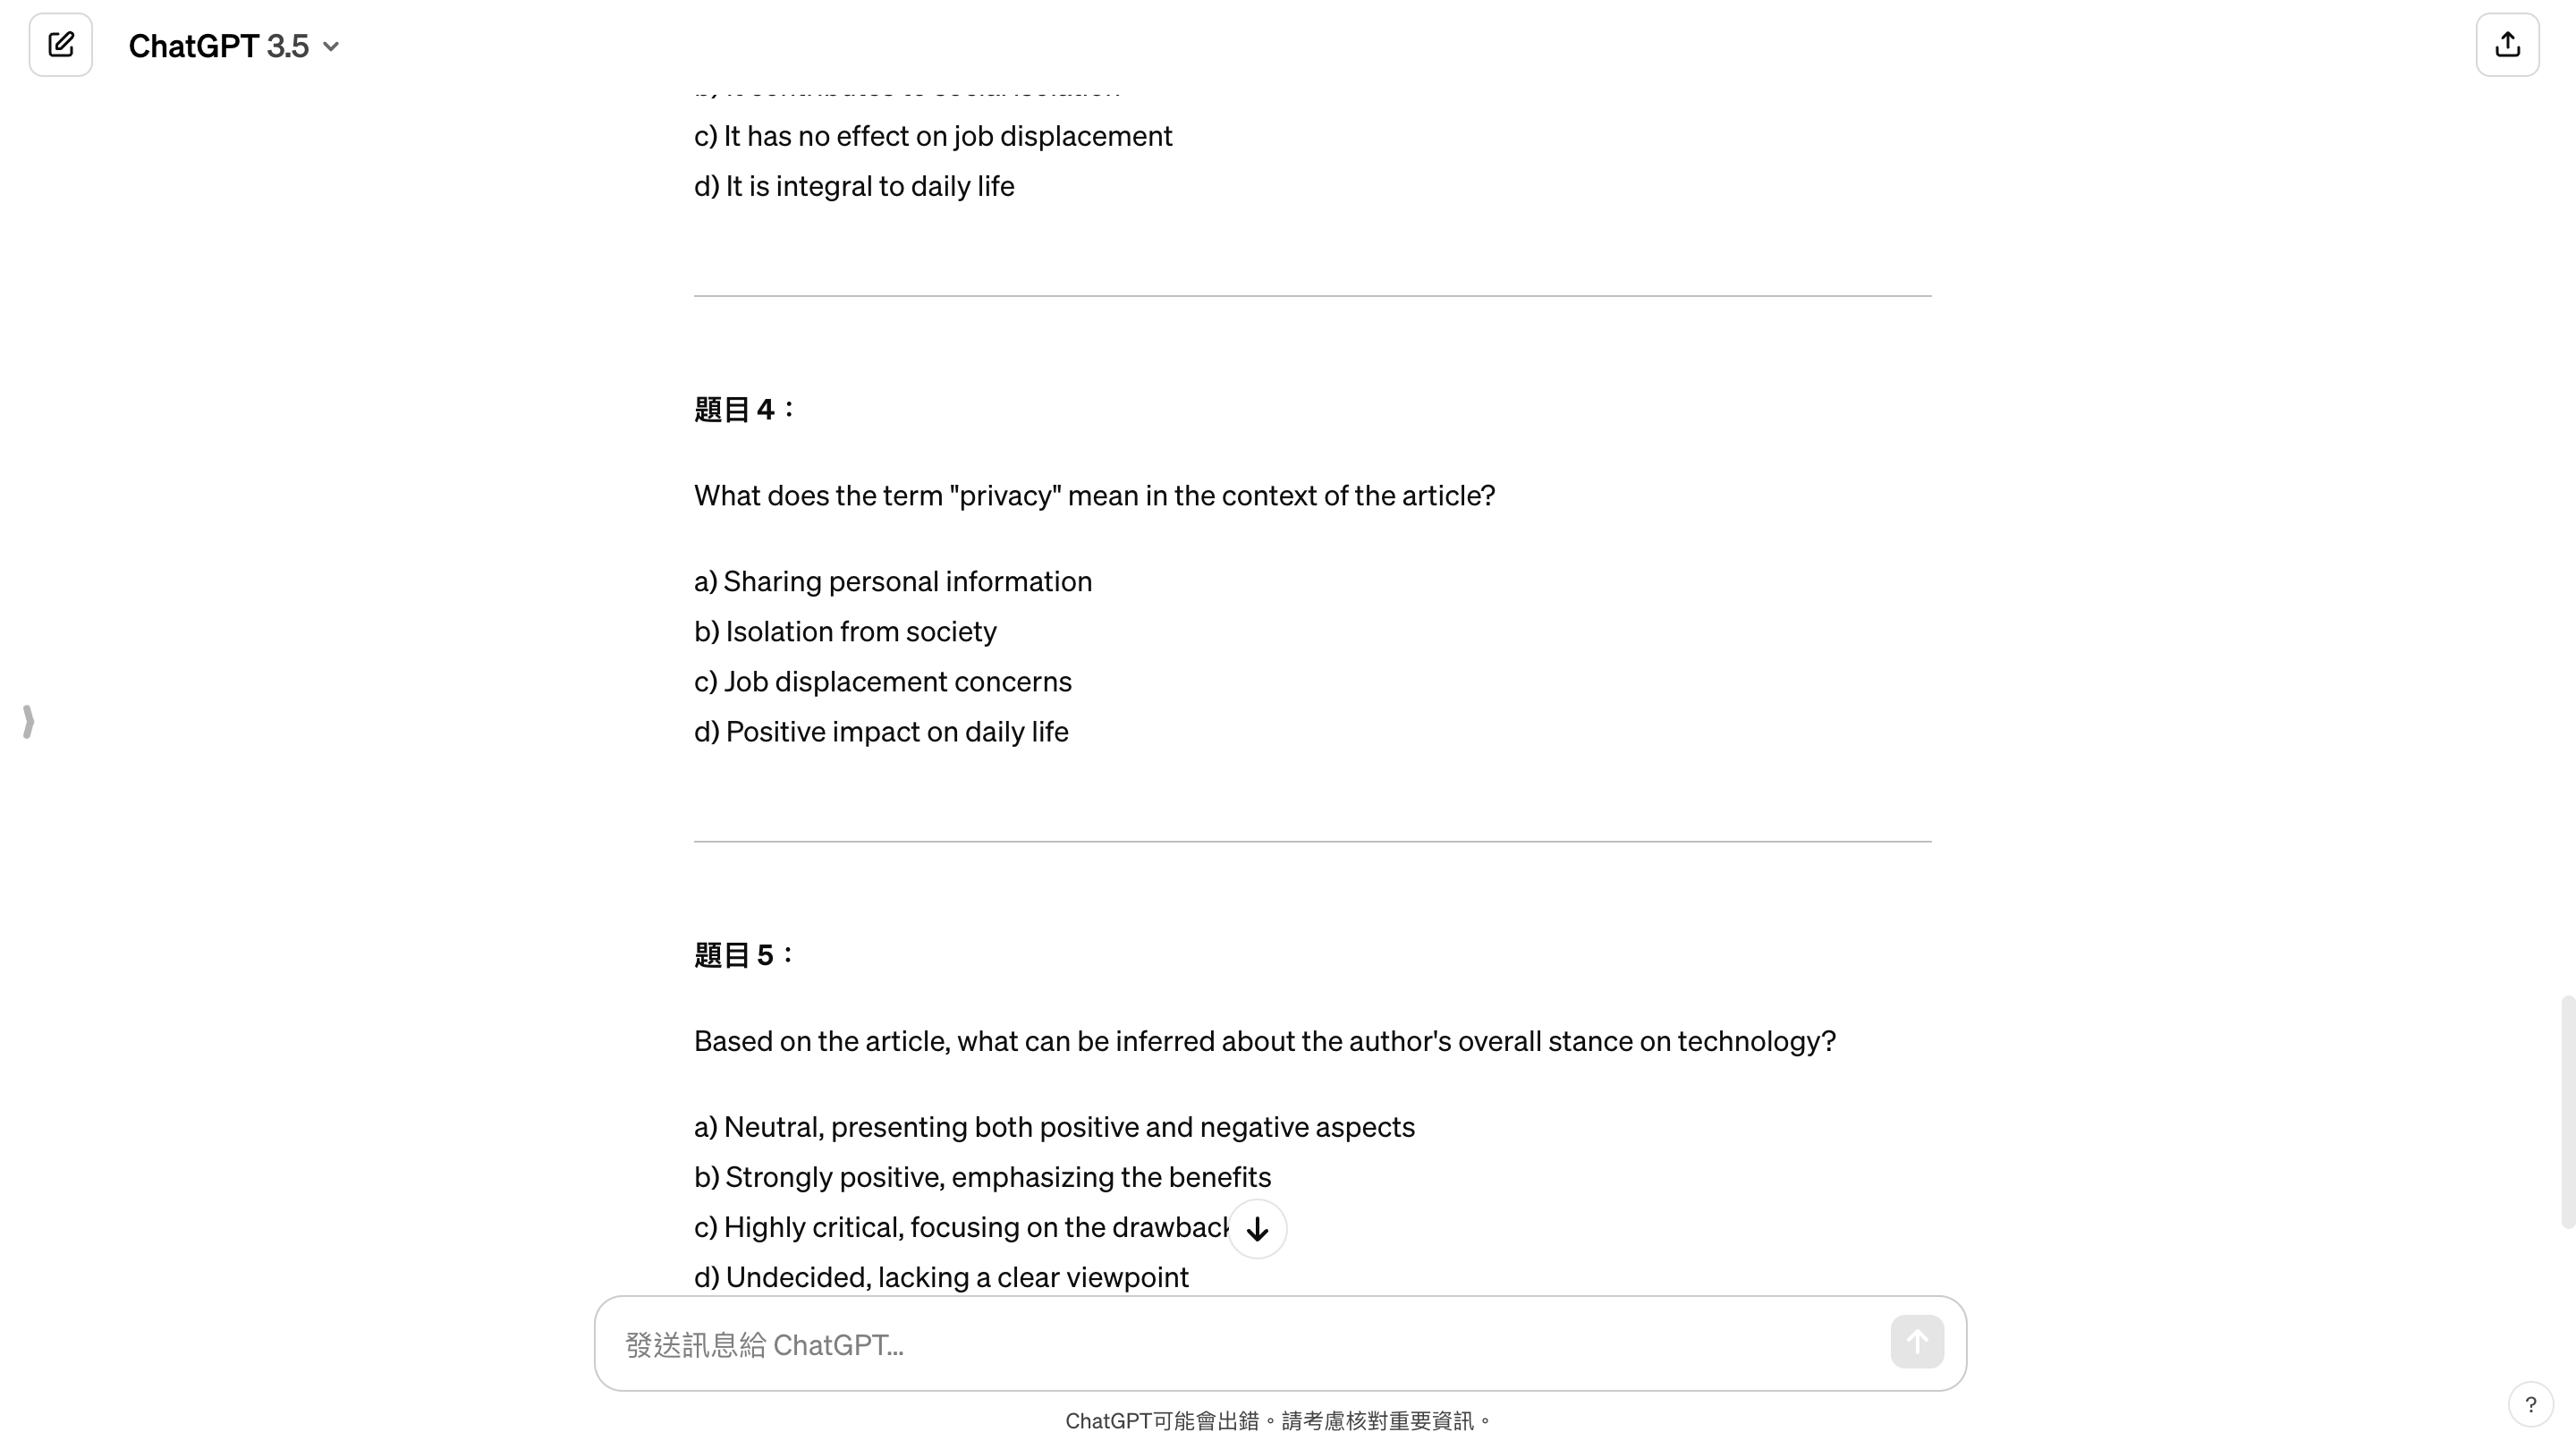 ChatGPT 3.5
c) It has no effect on job displacement
d) It is integral to daily life
題目 4：
What does the term "privacy" mean in the context of the article?
a) Sharing personal information
b) Isolation from society
c) Job displacement concerns
d) Positive impact on daily life
題目 5：
Based on the article, what can be inferred about the author's overall stance on technology?
a) Neutral, presenting both positive and negative aspects
b) Strongly positive, emphasizing the benefits
c) Highly critical, focusing on the drawback
d) Undecided, lacking a clear viewpoint
發送訊息給 ChatGPT...
ChatGPT可能會出錯。請考慮核對重要資訊。
?